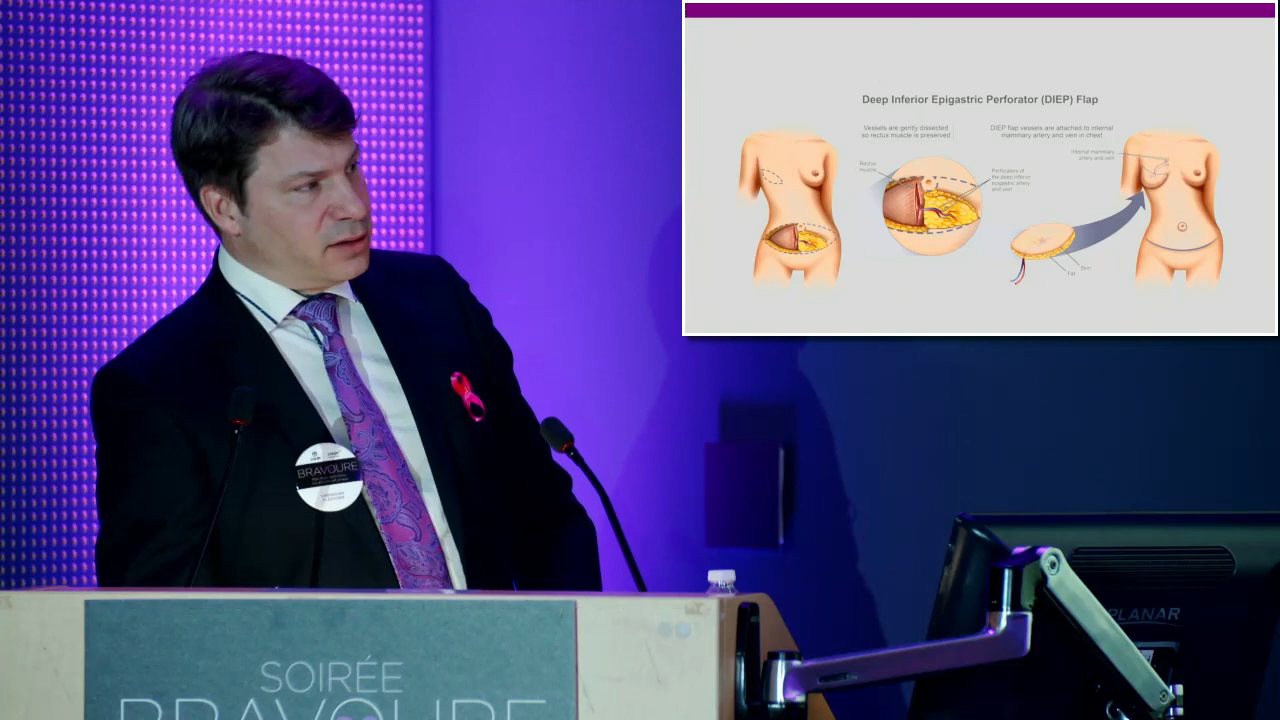 Deep Inferior Epigastric Perforator (DIEP) Flap
Vessels are gently dissected
so rectus muscle is preserved
DIEP flap vessels are attached to internal
mammary artery and vein in chest
Rectus
muscle
Perforators of
the deep inferior
epigastric artery
and vein
Internal mammary
artery and vein
Fat
Skin
BRAVOURE
PLANAR
SOIRÉE
BRAVOURE